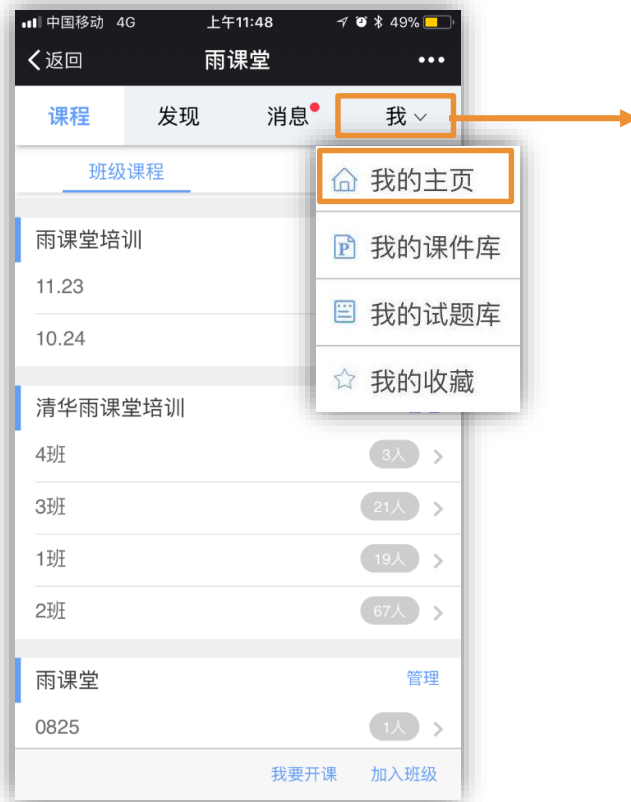 中国移动 4G 上午11:48 49%
返回 雨课堂
课程 发现 消息 我
班级课程
我的主页
我的课件库
我的试题库
我的收藏
雨课堂培训
11.23
10.24
清华雨课堂培训
4班 3人
3班 21人
1班 19人
2班 67人
雨课堂 管理
0825 1人
我要开课 加入班级